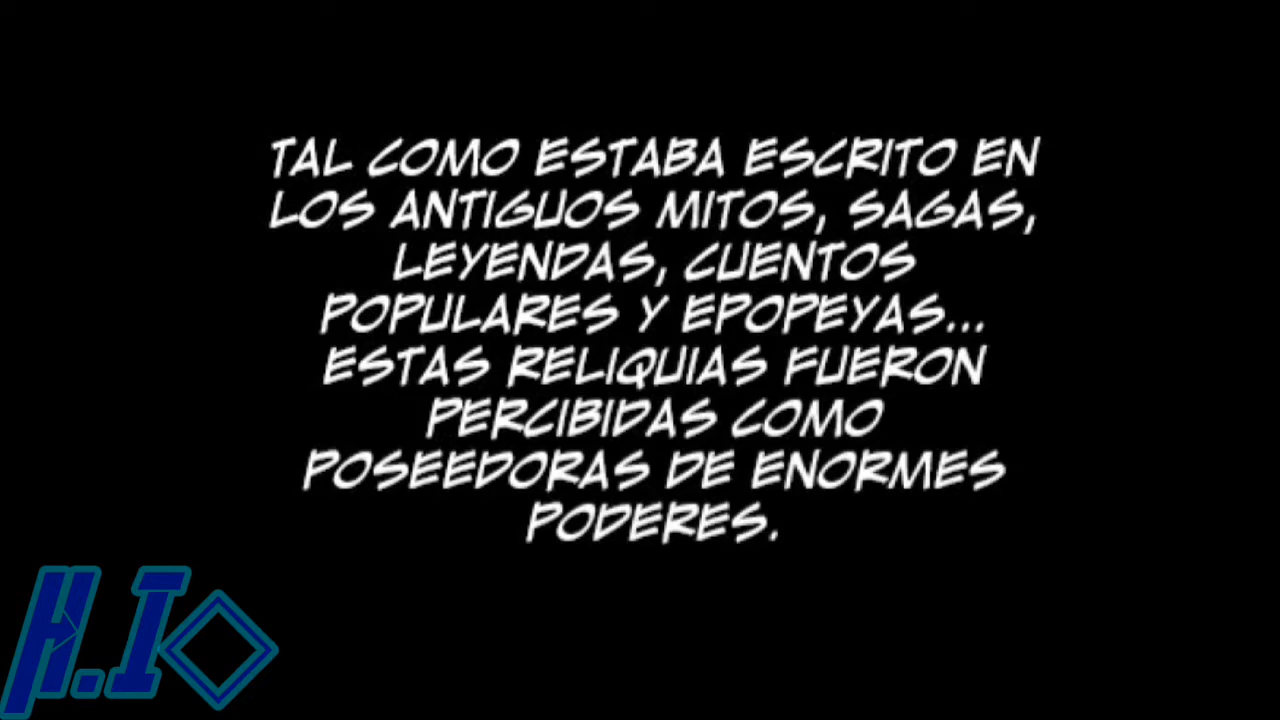 TAL COMO ESTABA ESCRITO EN
LOS ANTIGUOS MITOS, SAGAS,
LEYENDAS, CUENTOS
POPULARES Y EPOPEYAS...
ESTAS RELIQUIAS FUERON
PERCIBIDAS COMO
POSEEDORAS DE ENORMES
PODERES.